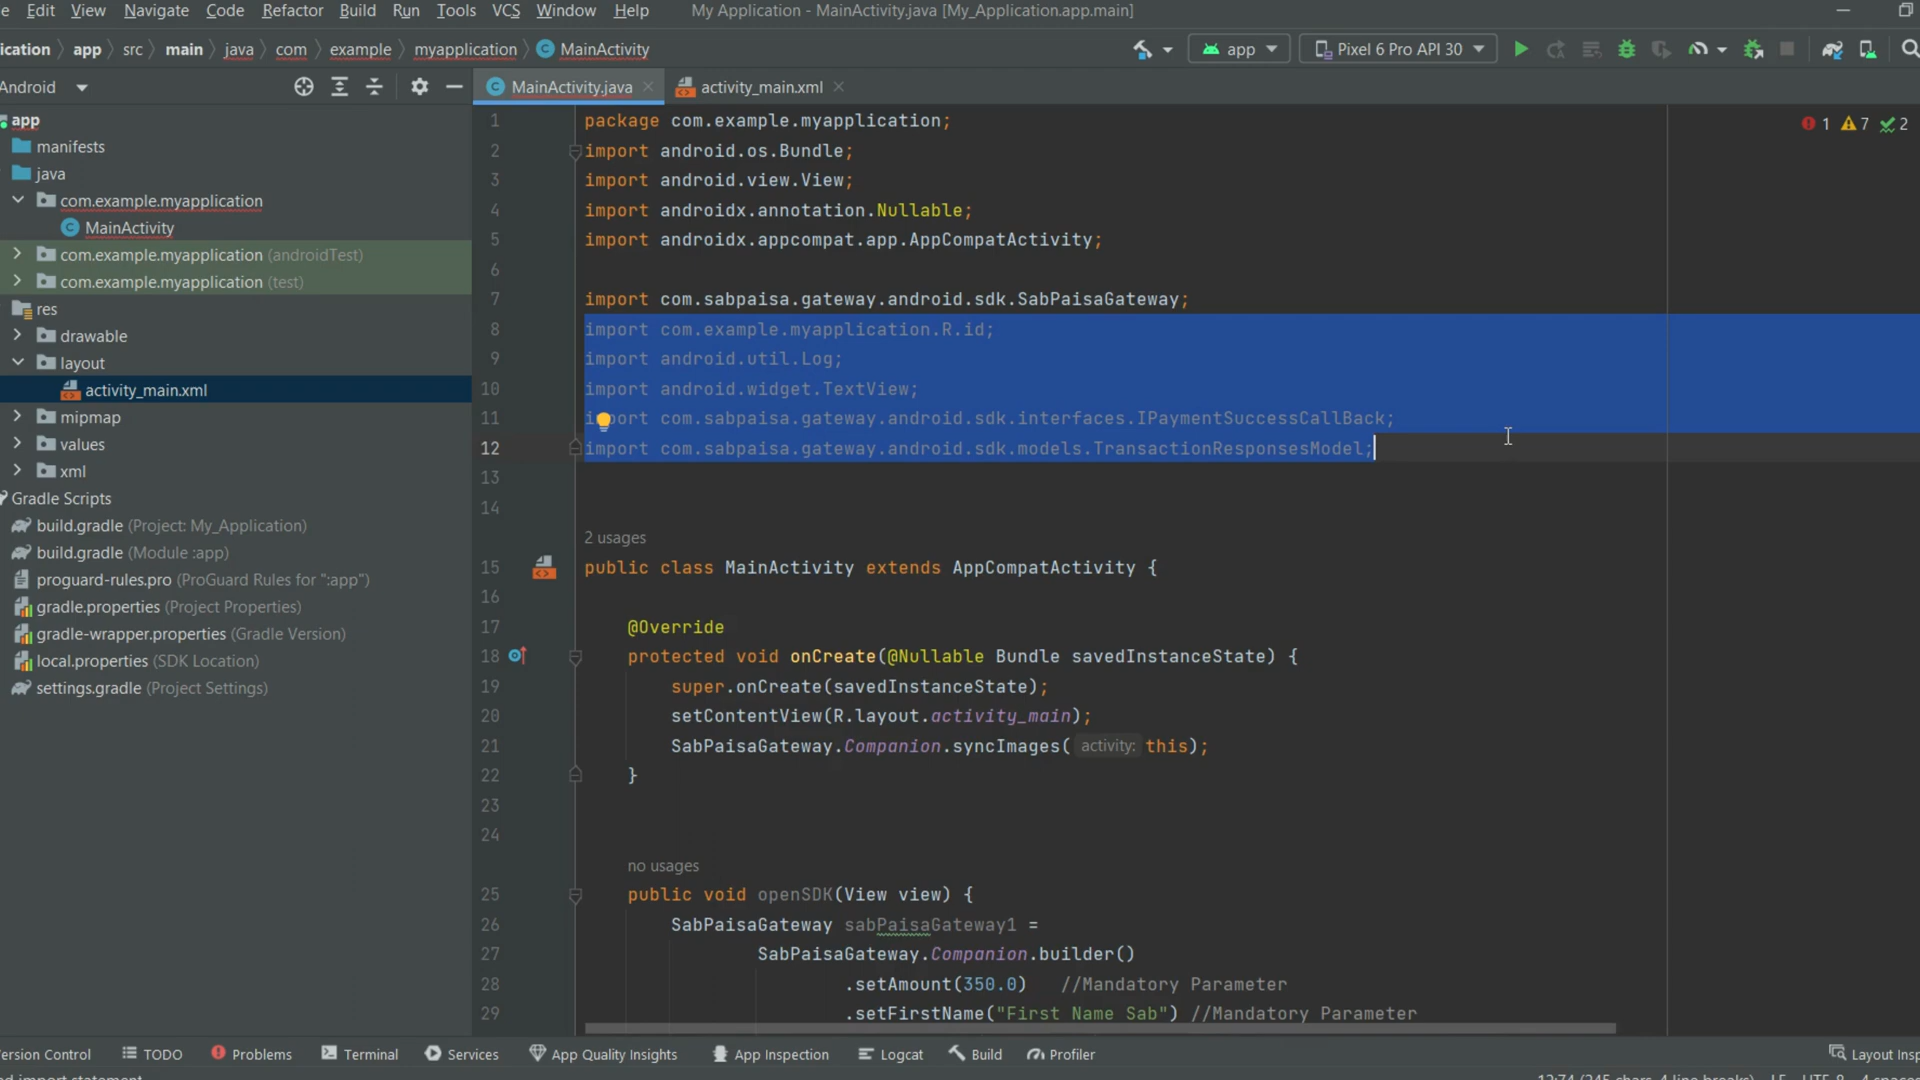 Edit View Navigate Code Refactor Build Run Tools VCS Window Help My Application - MainActivity.java [My_Application.app.main]
ication app src main java com example myapplication MainActivity app Pixel 6 Pro API 30
Android MainActivity.java activity_main.xml
app
manifests
java
com.example.myapplication
MainActivity
com.example.myapplication (androidTest)
com.example.myapplication (test)
res
drawable
layout
activity_main.xml
mipmap
values
xml
Gradle Scripts
build.gradle (Project: My_Application)
build.gradle (Module :app)
proguard-rules.pro (ProGuard Rules for ":app")
gradle.properties (Project Properties)
gradle-wrapper.properties (Gradle Version)
local.properties (SDK Location)
settings.gradle (Project Settings)
1 package com.example.myapplication; 1 7 2
2 import android.os.Bundle;
3 import android.view.View;
4 import androidx.annotation.Nullable;
5 import androidx.appcompat.app.AppCompatActivity;
6
7 import com.sabpaisa.gateway.android.sdk.SabPaisaGateway;
8 import com.example.myapplication.R.id;
9 import android.util.Log;
10 import android.widget.TextView;
11 import com.sabpaisa.gateway.android.sdk.interfaces.IPaymentSuccessCallBack;
12 import com.sabpaisa.gateway.android.sdk.models.TransactionResponsesModel;
13
14
2 usages
15 public class MainActivity extends AppCompatActivity {
16
17 @Override
18 protected void onCreate(@Nullable Bundle savedInstanceState) {
19 super.onCreate(savedInstanceState);
20 setContentView(R.layout.activity_main);
21 SabPaisaGateway.Companion.syncImages( activity: this);
22 }
23
24
no usages
25 public void openSDK(View view) {
26 SabPaisaGateway sabPaisaGateway1 =
27 SabPaisaGateway.Companion.builder()
28 .setAmount(350.0) //Mandatory Parameter
29 .setFirstName("First Name Sab") //Mandatory Parameter
ersion Control TODO Problems Terminal Services App Quality Insights App Inspection Logcat Build Profiler Layout Insp